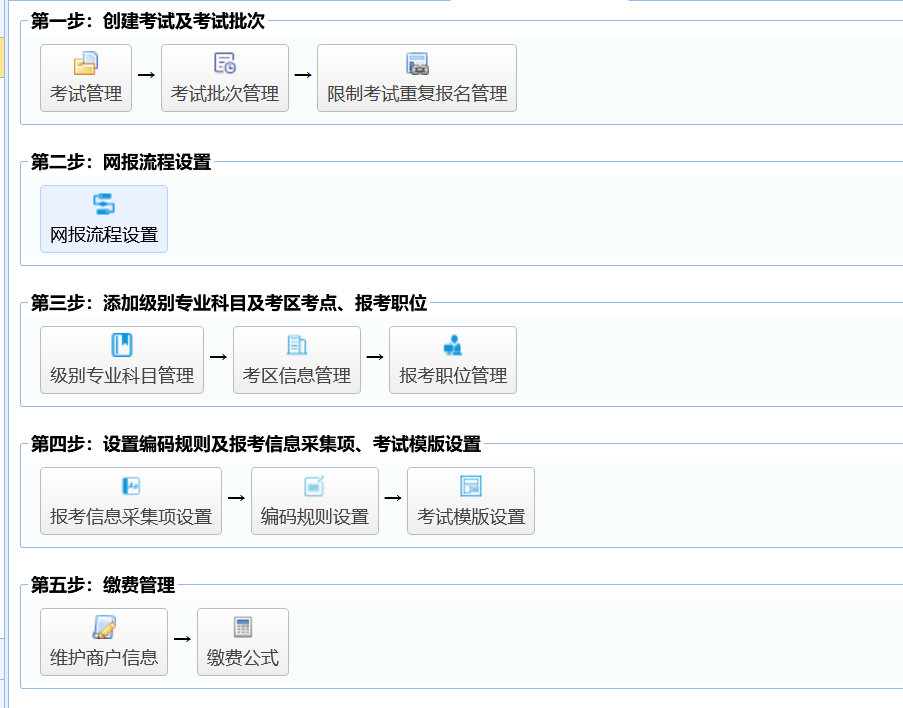 第一步：创建考试及考试批次
考试管理 → 考试批次管理 → 限制考试重复报名管理
第二步：网报流程设置
网报流程设置
第三步：添加级别专业科目及考区考点、报考职位
级别专业科目管理 → 考区信息管理 → 报考职位管理
第四步：设置编码规则及报考信息采集项、考试模版设置
报考信息采集项设置 → 编码规则设置 → 考试模版设置
第五步：缴费管理
维护商户信息 → 缴费公式